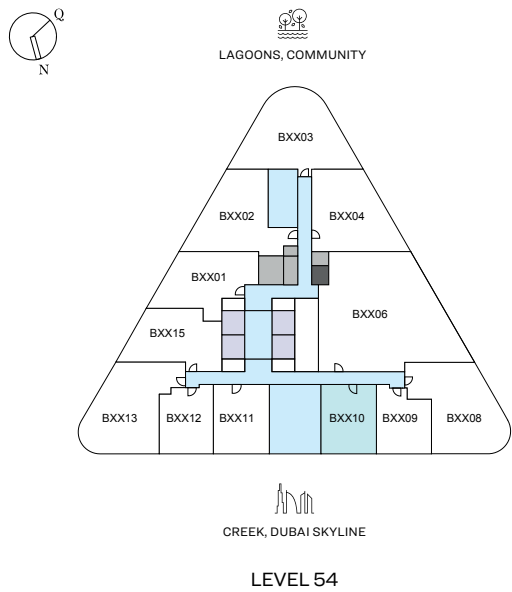 Q
N
LAGOONS, COMMUNITY
BXX03
BXX02 BXX04
BXX01
BXX06
BXX15
BXX13 BXX12 BXX11 BXX10 BXX09 BXX08
CREEK, DUBAI SKYLINE
LEVEL 54